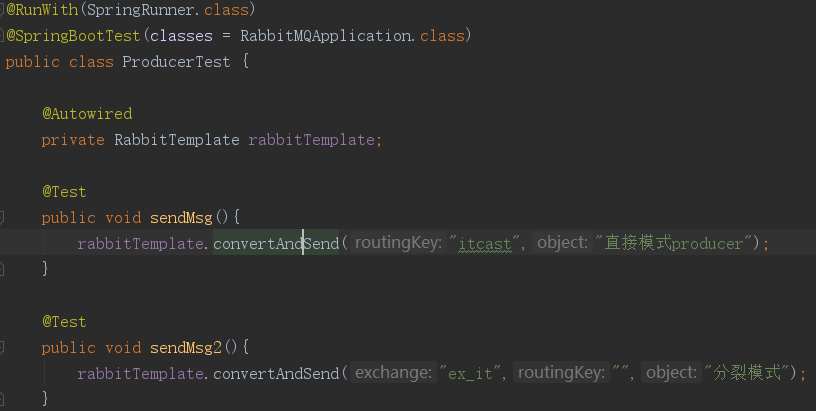 @RunWith(SpringRunner.class)
@SpringBootTest(classes = RabbitMQApplication.class)
public class ProducerTest {
@Autowired
private RabbitTemplate rabbitTemplate;
@Test
public void sendMsg(){
rabbitTemplate.convertAndSend( routingKey: "itcast", object: "直接模式producer");
}
@Test
public void sendMsg2(){
rabbitTemplate.convertAndSend( exchange: "ex_it", routingKey: "", object: "分裂模式");
}